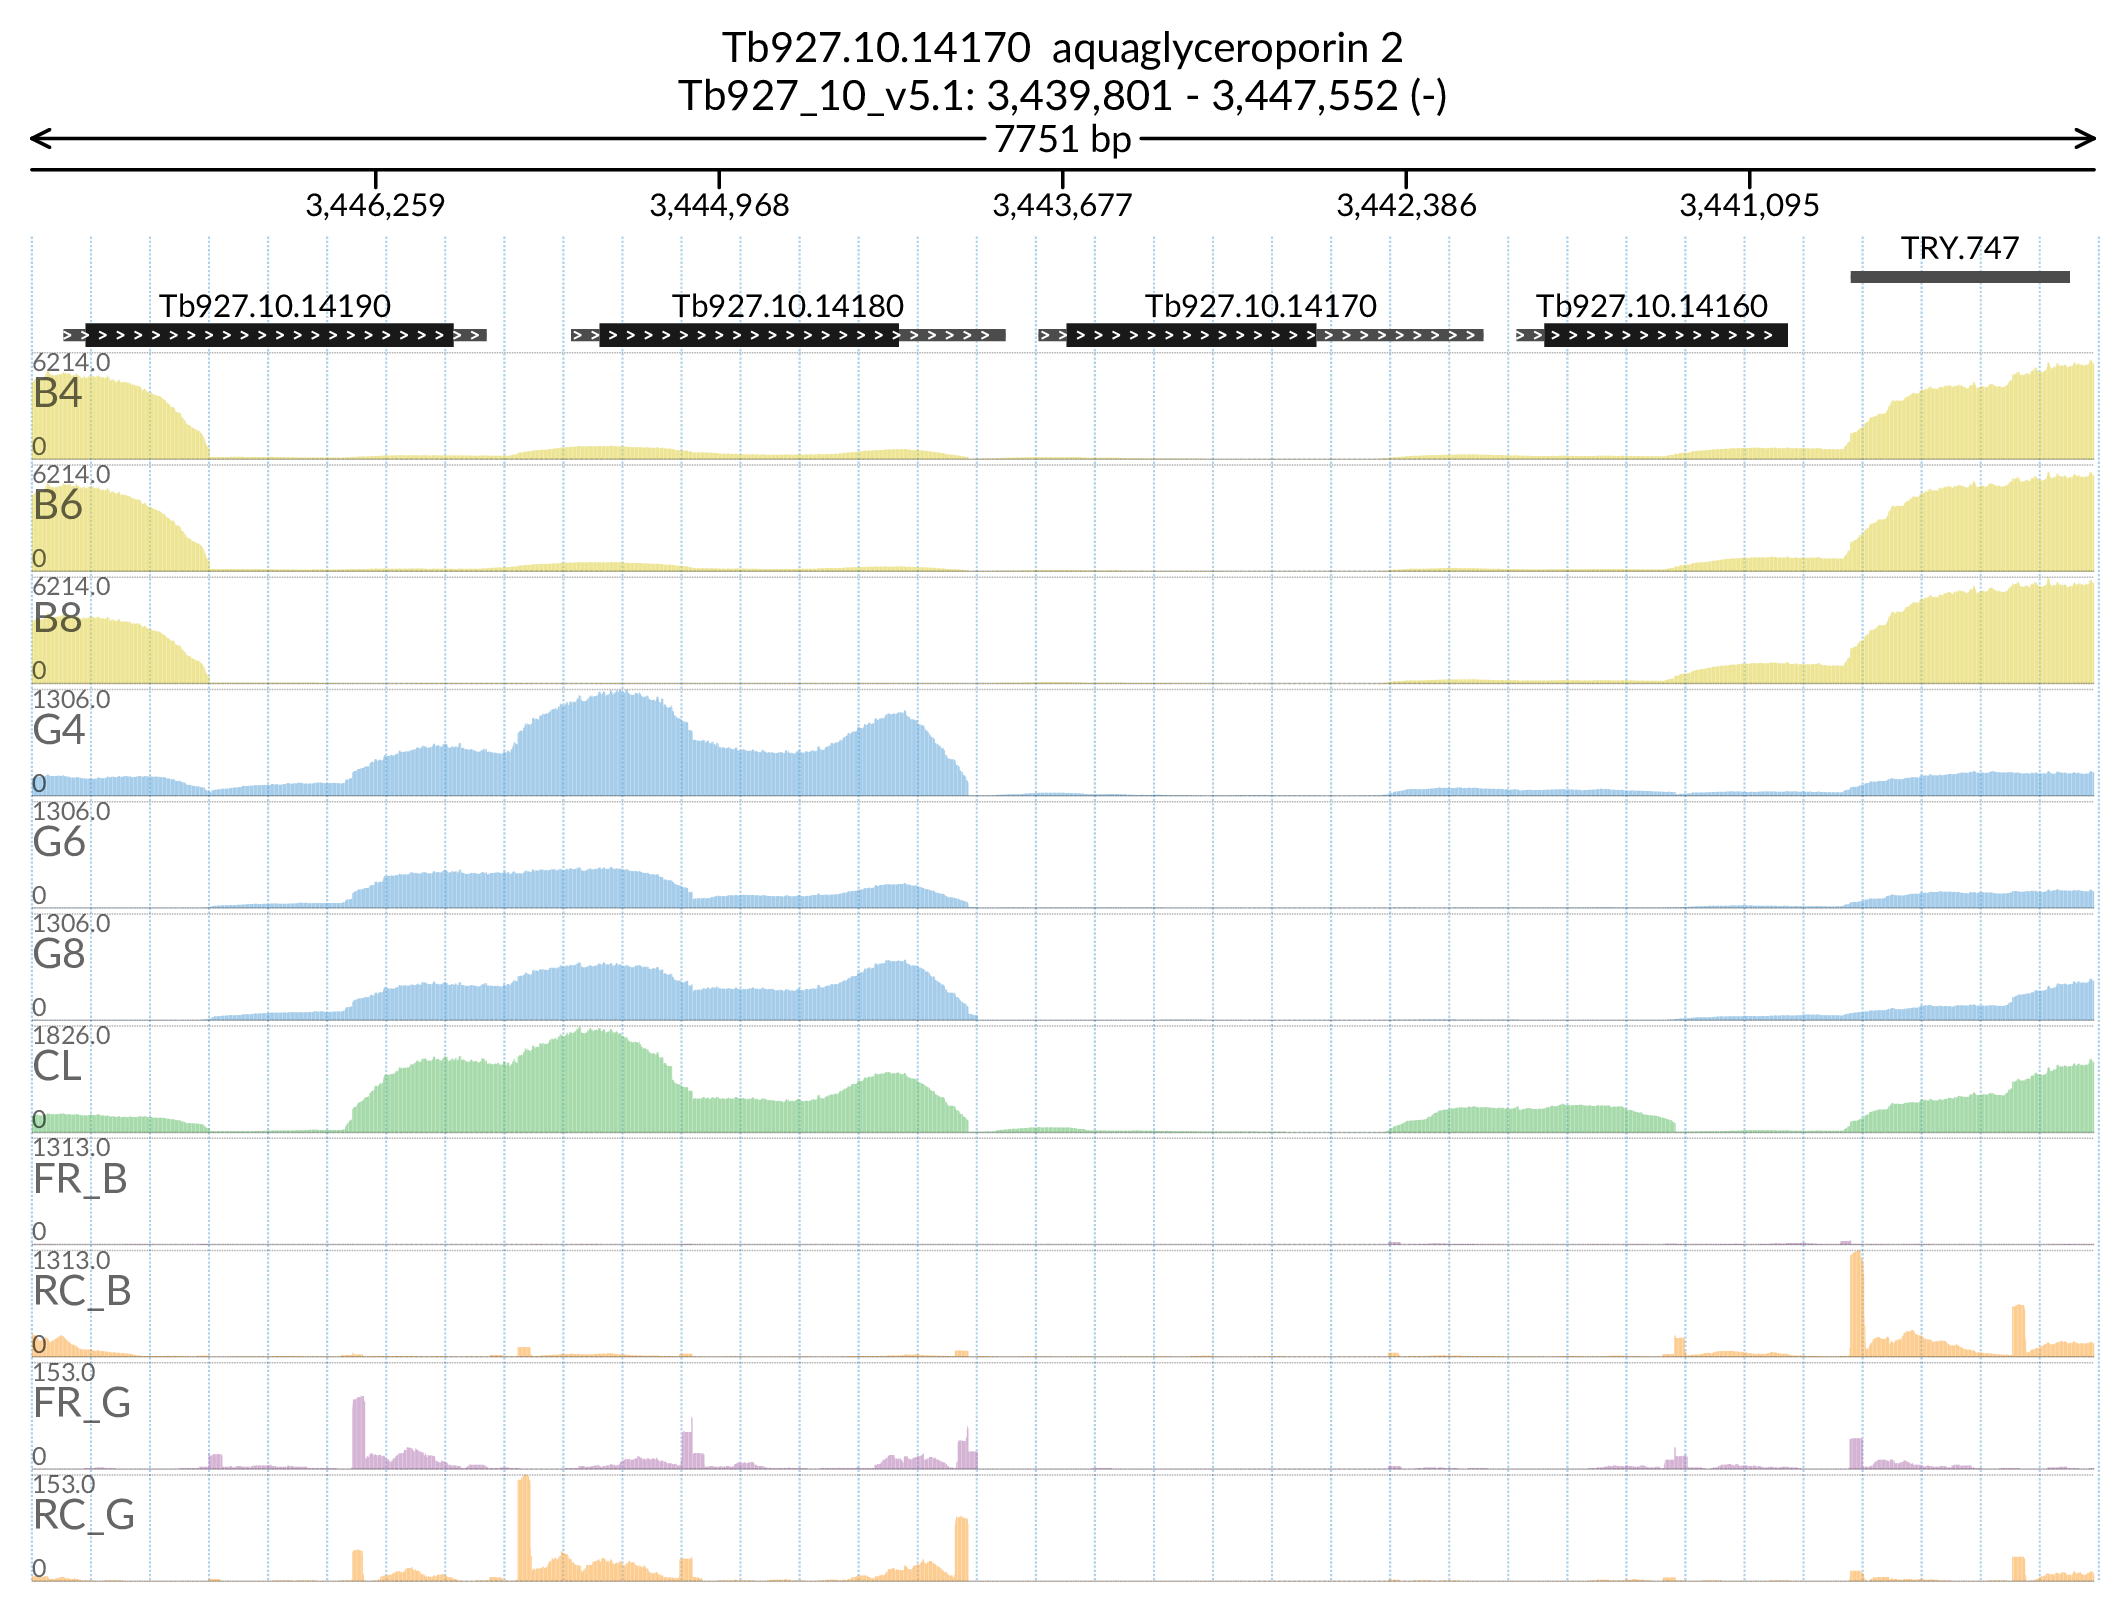 Tb927.10.14170  aquaglyceroporin 2
Tb927_10_v5.1: 3,439,801 - 3,447,552 (-)
7751 bp
3,446,259 3,444,968 3,443,677 3,442,386 3,441,095
TRY.747
Tb927.10.14190 Tb927.10.14180 Tb927.10.14170 Tb927.10.14160
6214.0
B4
0
6214.0
B6
0
6214.0
B8
0
1306.0
G4
0
1306.0
G6
0
1306.0
G8
0
1826.0
CL
0
1313.0
FR_B
0
1313.0
RC_B
0
153.0
FR_G
0
153.0
RC_G
0